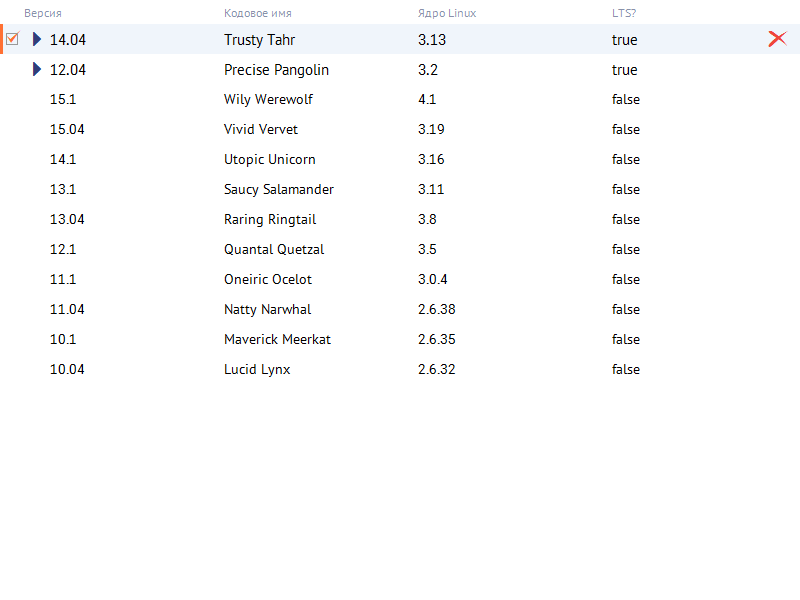 Версия Кодовое имя Ядро Linux LTS?
14.04 Trusty Tahr 3.13 true
12.04 Precise Pangolin 3.2 true
15.1 Wily Werewolf 4.1 false
15.04 Vivid Vervet 3.19 false
14.1 Utopic Unicorn 3.16 false
13.1 Saucy Salamander 3.11 false
13.04 Raring Ringtail 3.8 false
12.1 Quantal Quetzal 3.5 false
11.1 Oneiric Ocelot 3.0.4 false
11.04 Natty Narwhal 2.6.38 false
10.1 Maverick Meerkat 2.6.35 false
10.04 Lucid Lynx 2.6.32 false